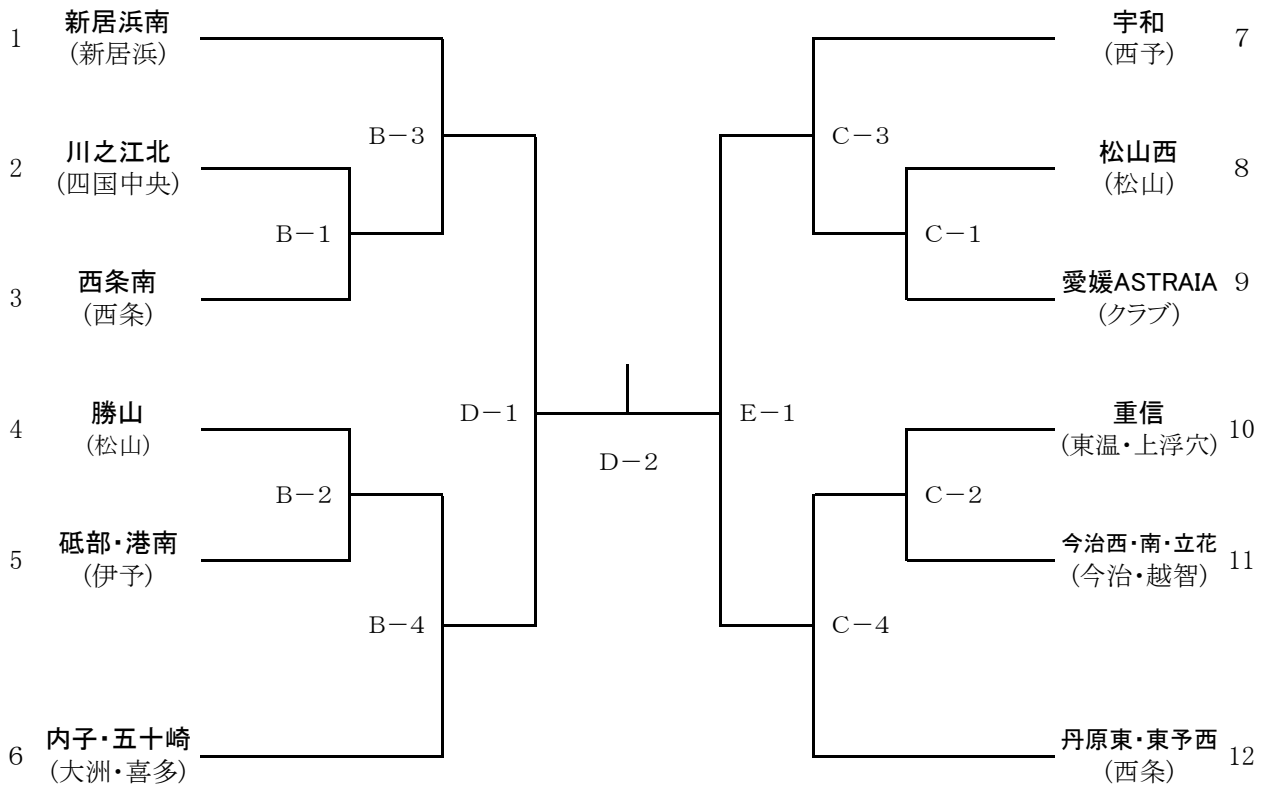 1
新居浜南
(新居浜)
2
川之江北
(四国中央)
3
西条南
(西条)
4
勝山
(松山)
5
砥部・港南
(伊予)
6
内子・五十崎
(大洲・喜多)
B-3
B-1
B-2
B-4
D-1
D-2
E-1
C-3
C-1
C-2
C-4
宇和
(西予)
7
松山西
(松山)
8
愛媛ASTRAIA
(クラブ)
9
重信
(東温・上浮穴)
10
今治西・南・立花
(今治・越智)
11
丹原東・東予西
(西条)
12